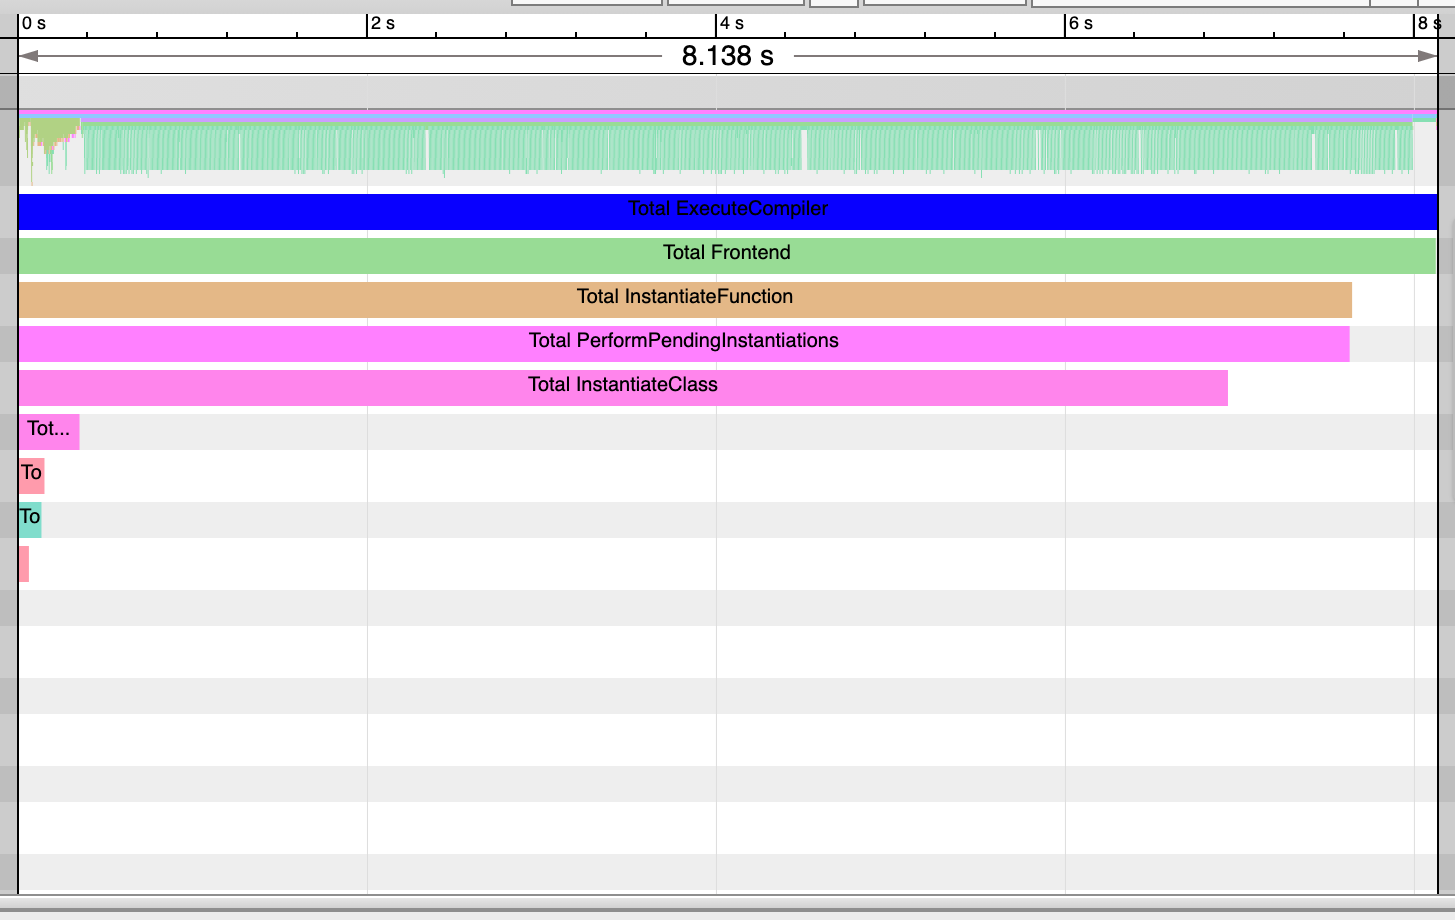 0 s 2 s 4 s 6 s 8 s
8.138 s
Total ExecuteCompiler
Total Frontend
Total InstantiateFunction
Total PerformPendingInstantiations
Total InstantiateClass
Tot...
To
To